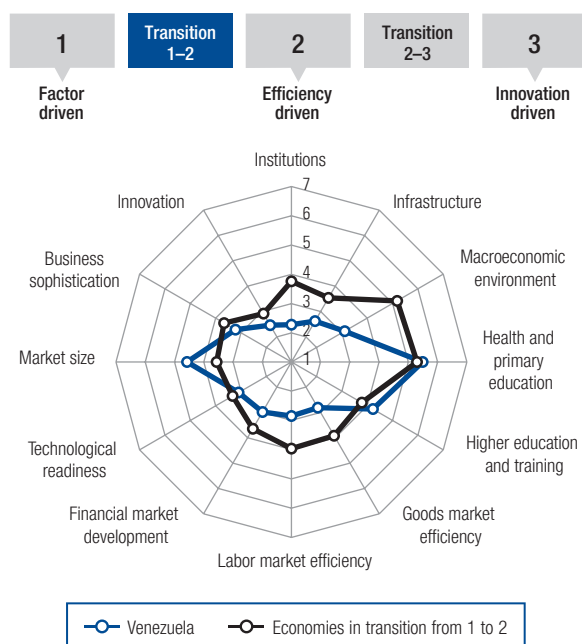 1
Transition
1–2
2
Transition
2–3
3
Factor
driven
Efficiency
driven
Innovation
driven
Institutions
Innovation
Infrastructure
Business
sophistication
Macroeconomic
environment
Market size
Health and
primary
education
Technological
readiness
Higher education
and training
Financial market
development
Goods market
efficiency
Labor market efficiency
7
6
5
4
3
2
1
Venezuela
Economies in transition from 1 to 2